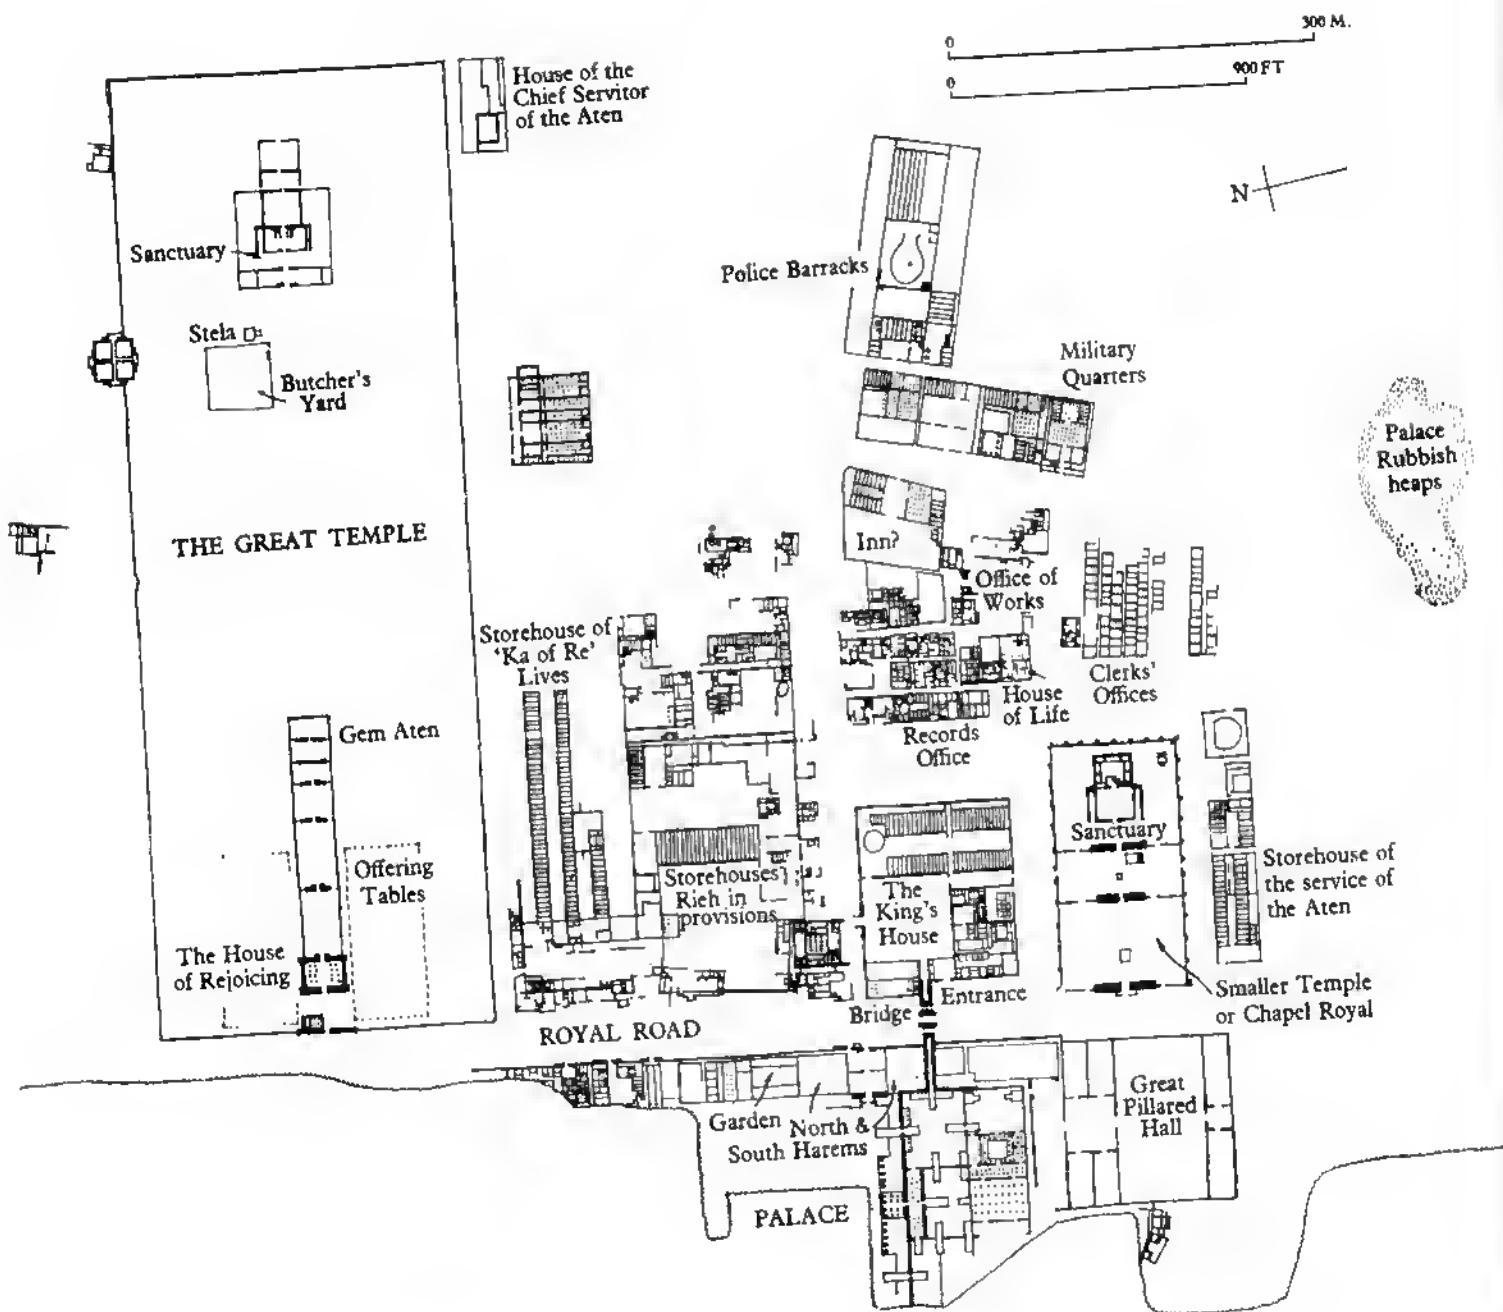 0
300 M.
0
900 FT
House of the
Chief Servitor
of the Aten
N
Sanctuary
Police Barracks
Stela
Butcher's
Yard
Military
Quarters
Palace
Rubbish
heaps
THE GREAT TEMPLE
Inn?
Office of
Works
Storehouse of
'Ka of Re'
Lives
Clerks'
Offices
House
of Life
Records
Office
Gem Aten
Sanctuary
Offering
Tables
Storehouses
Rich in
provisions
The
King's
House
Storehouse of
the service of
the Aten
The House
of Rejoicing
Bridge
Entrance
Smaller Temple
or Chapel Royal
ROYAL ROAD
Garden
North &
South Harems
Great
Pillared
Hall
PALACE